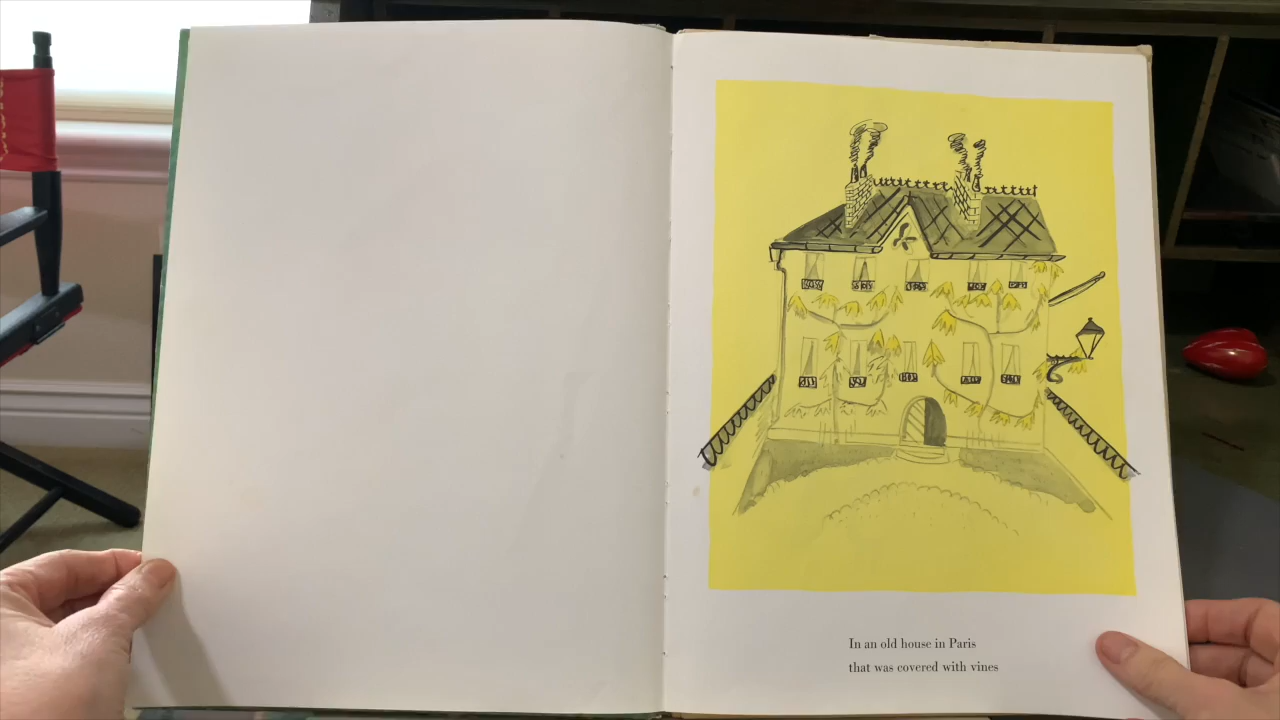 In an old house in Paris
that was covered with vines